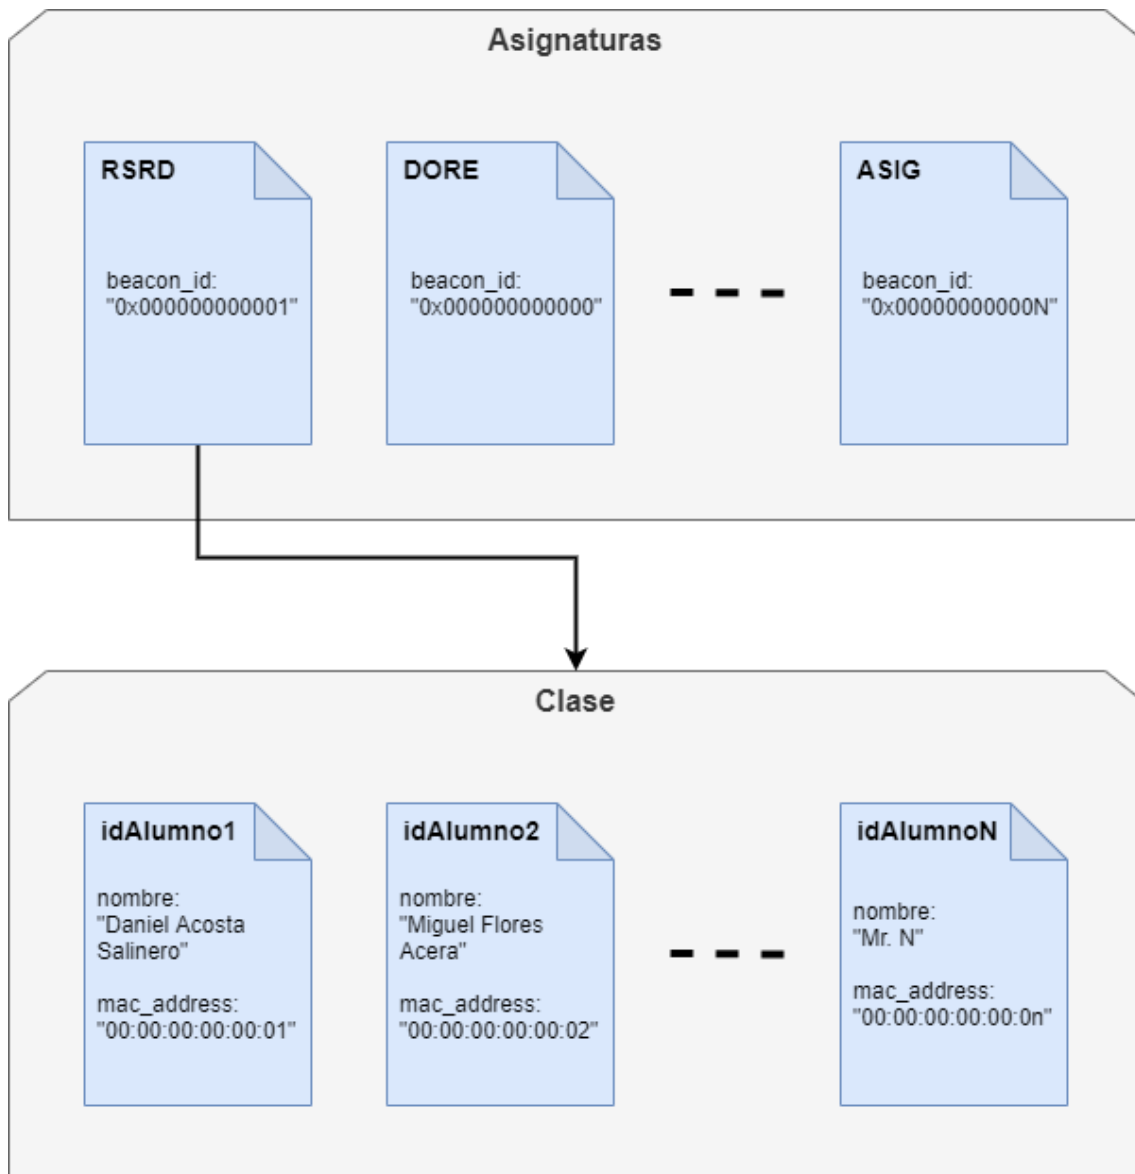 Asignaturas
RSRD
beacon_id:
"0x000000000001"
DORE
beacon_id:
"0x000000000000"
ASIG
beacon_id:
"0x00000000000N"
Clase
idAlumno1
nombre:
"Daniel Acosta
Salinero"
mac_address:
"00:00:00:00:00:01"
idAlumno2
nombre:
"Miguel Flores
Acera"
mac_address:
"00:00:00:00:00:02"
idAlumnoN
nombre:
"Mr. N"
mac_address:
"00:00:00:00:00:0n"